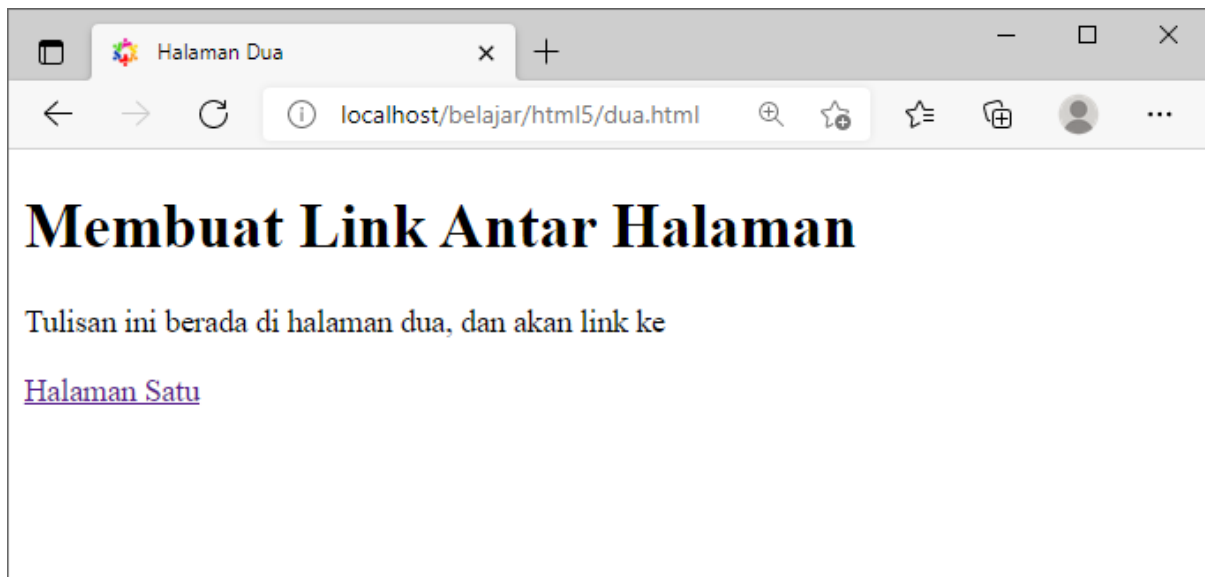 Halaman Dua
localhost/belajar/html5/dua.html
Membuat Link Antar Halaman
Tulisan ini berada di halaman dua, dan akan link ke
Halaman Satu